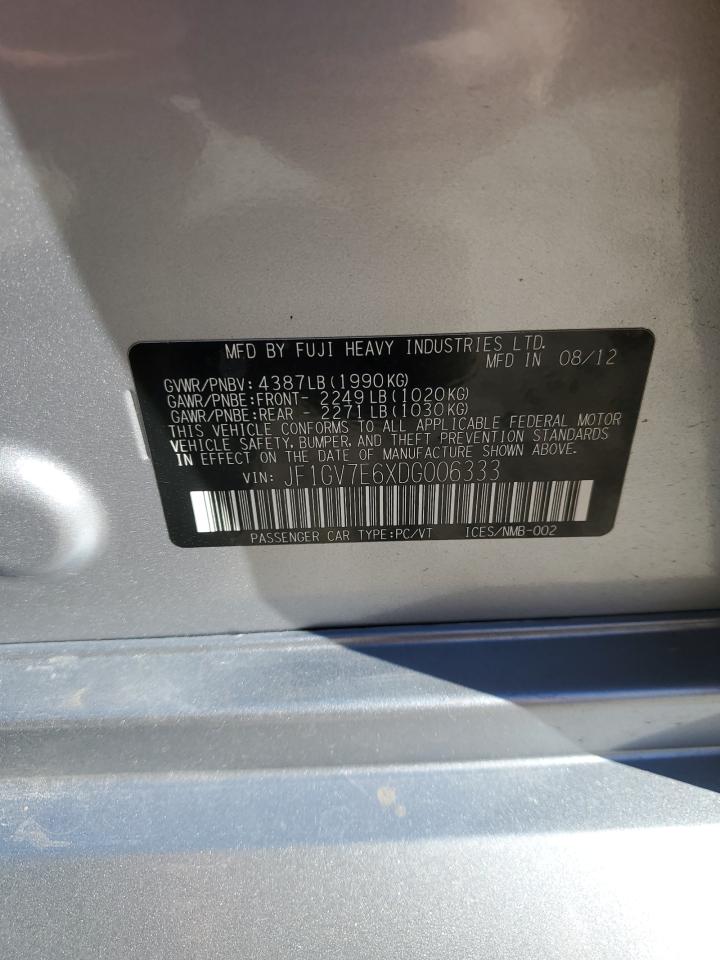 MFD BY FUJI HEAVY INDUSTRIES LTD.
MFD IN 08/12
GVWR/PNBV: 4387LB(1990KG)
GAWR/PNBE:FRONT- 2249LB(1020KG)
GAWR/PNBE:REAR - 2271LB(1030KG)
THIS VEHICLE CONFORMS TO ALL APPLICABLE FEDERAL MOTOR
VEHICLE SAFETY, BUMPER, AND THEFT PREVENTION STANDARDS
IN EFFECT ON THE DATE OF MANUFACTURE SHOWN ABOVE.
VIN: JF1GV7E6XDG006333
PASSENGER CAR TYPE:PC/VT ICES/NMB-002